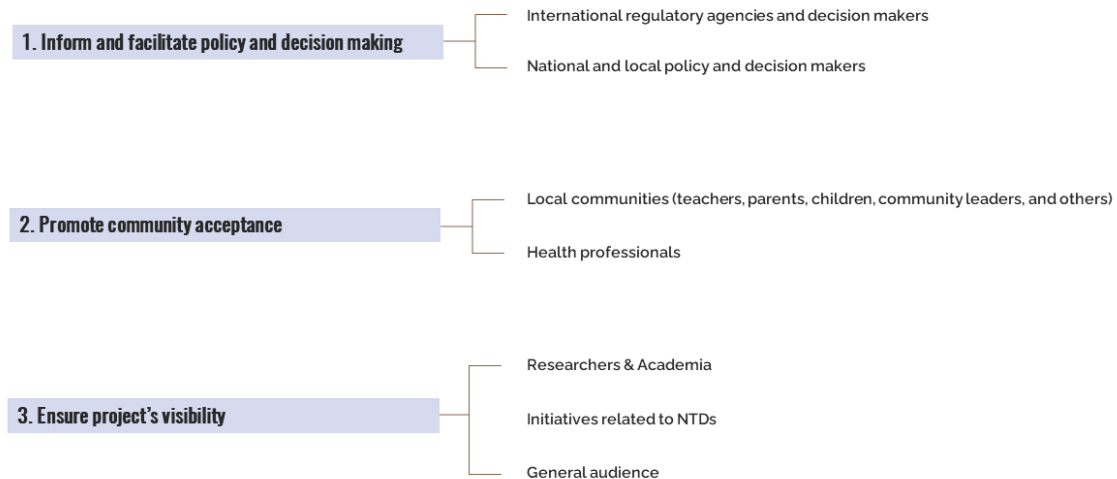 1. Inform and facilitate policy and decision making
International regulatory agencies and decision makers
National and local policy and decision makers
2. Promote community acceptance
Local communities (teachers, parents, children, community leaders, and others)
Health professionals
3. Ensure project's visibility
Researchers & Academia
Initiatives related to NTDs
General audience